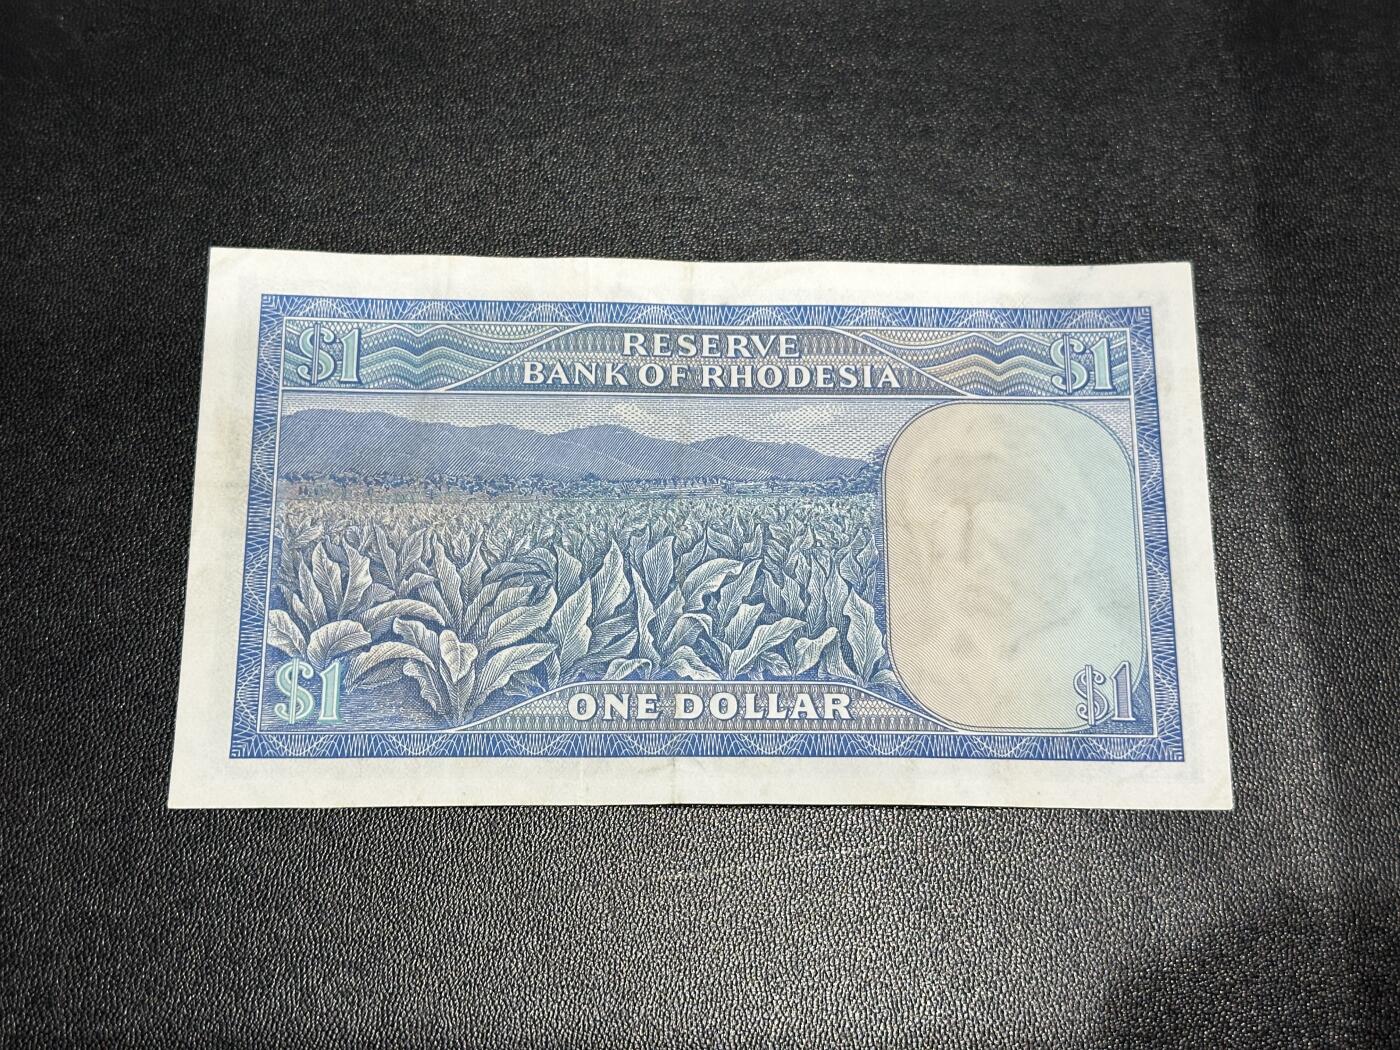 $1 RESERVE $1
BANK OF RHODESIA
$1 ONE DOLLAR $1